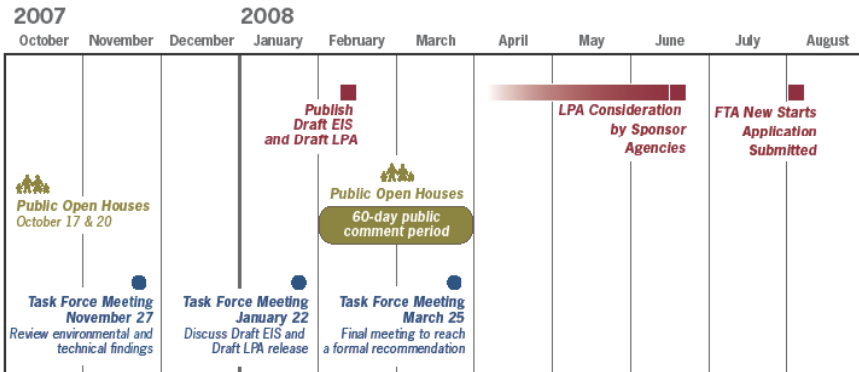 2007
2008
October
November
December
January
February
March
April
May
June
July
August
Publish
Draft EIS
and Draft LPA
LPA Consideration
by Sponsor
Agencies
FTA New Starts
Application
Submitted
Public Open Houses
October 17 & 20
Public Open Houses
60-day public
comment period
Task Force Meeting
November 27
Review environmental and
technical findings
Task Force Meeting
January 22
Discuss Draft EIS and
Draft LPA release
Task Force Meeting
March 25
Final meeting to reach
a formal recommendation